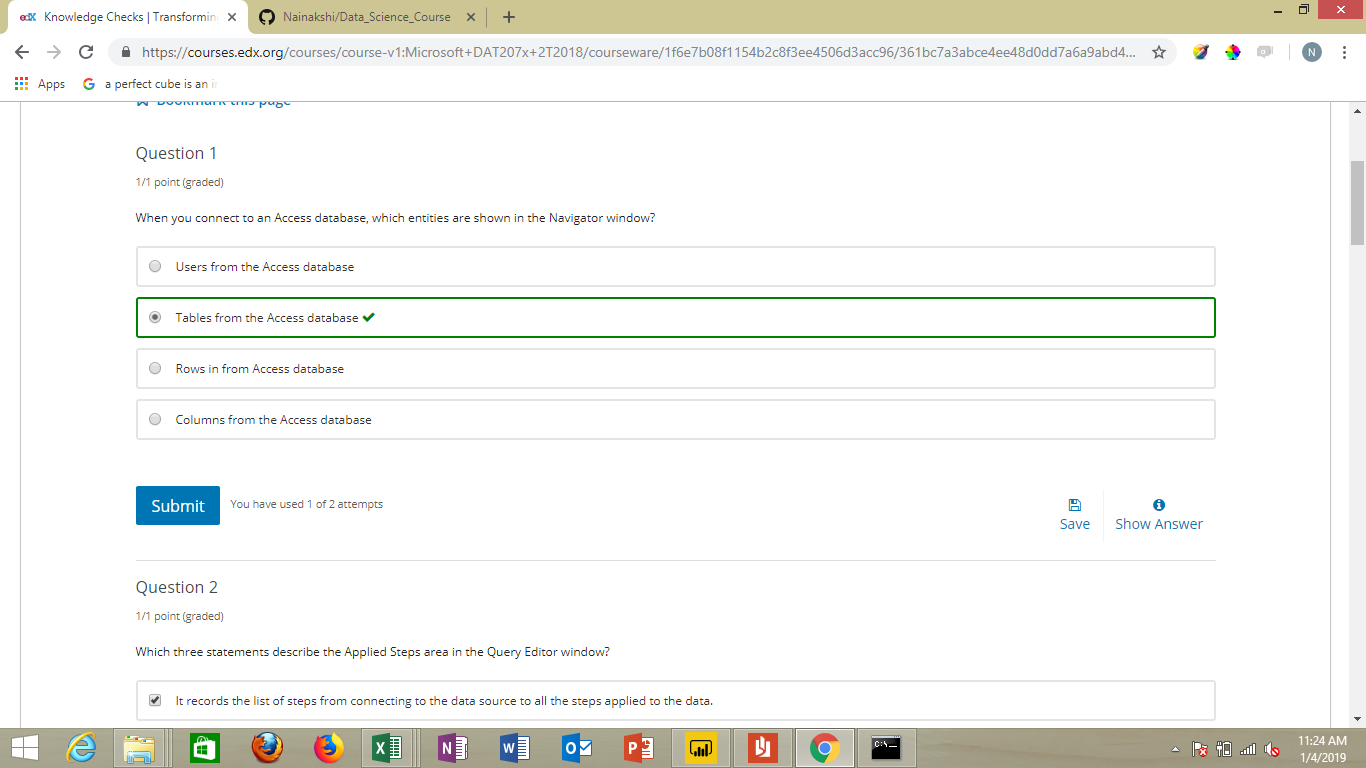 edX Knowledge Checks | Transformin
Nainakshi/Data_Science_Course
https://courses.edx.org/courses/course-v1:Microsoft+DAT207x+2T2018/courseware/1f6e7b08f1154b2c8f3ee4506d3acc96/361bc7a3abce4ee48d0dd7a6a9abd4...
N
Apps
G a perfect cube is an i
Bookmark this page
Question 1
1/1 point (graded)
When you connect to an Access database, which entities are shown in the Navigator window?
Users from the Access database
Tables from the Access database
Rows in from Access database
Columns from the Access database
Submit
You have used 1 of 2 attempts
Save
Show Answer
Question 2
1/1 point (graded)
Which three statements describe the Applied Steps area in the Query Editor window?
It records the list of steps from connecting to the data source to all the steps applied to the data.
11:24 AM
1/4/2019